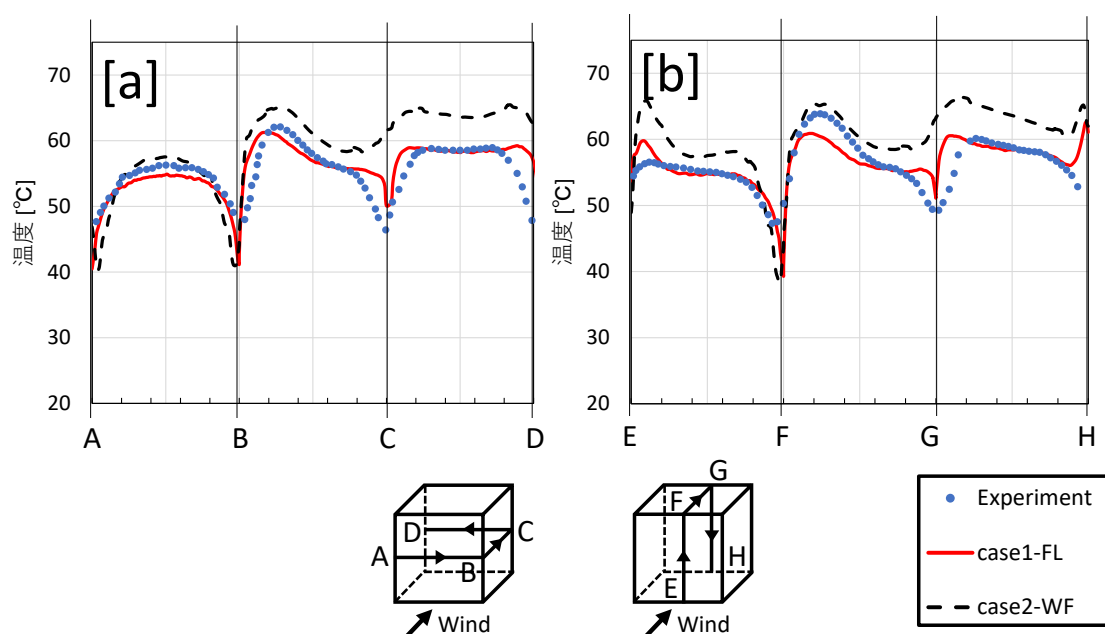 [a]
70
60
50
40
30
20
温度 [℃]
A
B
C
D
[b]
70
60
50
40
30
20
温度 [℃]
E
F
G
H
D
C
A
B
Wind
G
F
H
E
Wind
Experiment
case1-FL
case2-WF